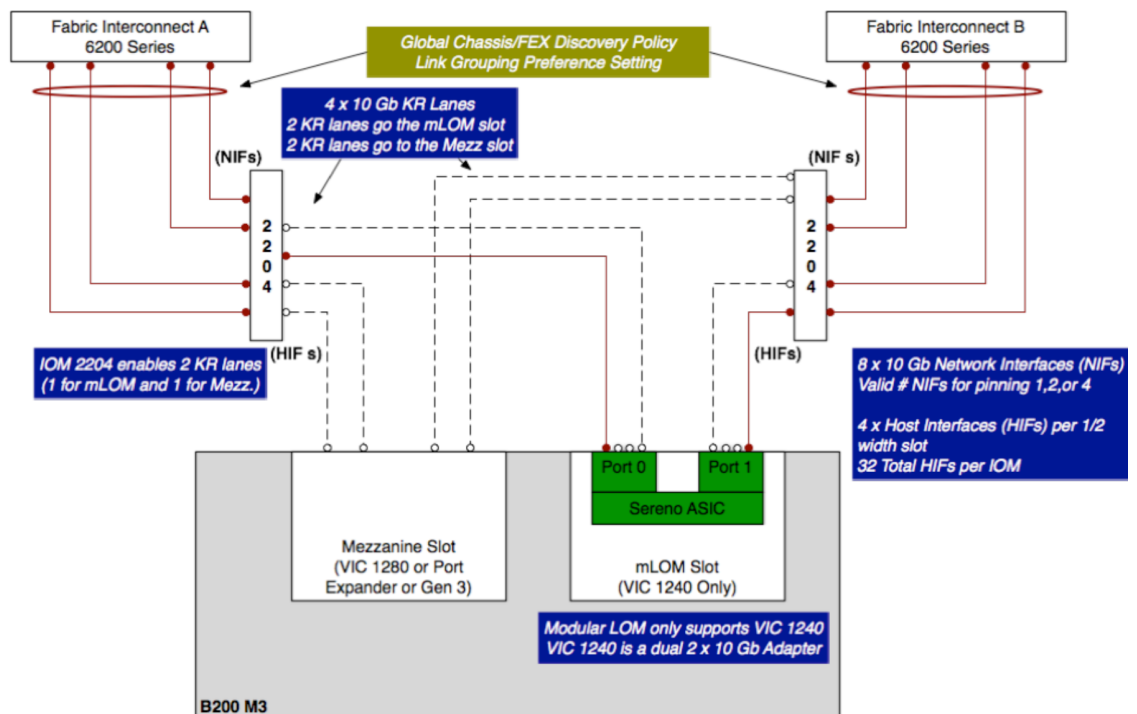 Fabric Interconnect A
6200 Series
Global Chassis/FEX Discovery Policy
Link Grouping Preference Setting
Fabric Interconnect B
6200 Series
4 x 10 Gb KR Lanes
2 KR lanes go the mLOM slot
2 KR lanes go to the Mezz slot
(NIFs)
(NIF s)
2
2
0
4
2
2
0
4
(HIF s)
(HIFs)
IOM 2204 enables 2 KR lanes
(1 for mLOM and 1 for Mezz.)
8 x 10 Gb Network Interfaces (NIFs)
Valid # NIFs for pinning 1,2,or 4
4 x Host Interfaces (HIFs) per 1/2
width slot
32 Total HIFs per IOM
Port 0
Port 1
Sereno ASIC
Mezzanine Slot
(VIC 1280 or Port
Expander or Gen 3)
mLOM Slot
(VIC 1240 Only)
Modular LOM only supports VIC 1240
VIC 1240 is a dual 2 x 10 Gb Adapter
B200 M3